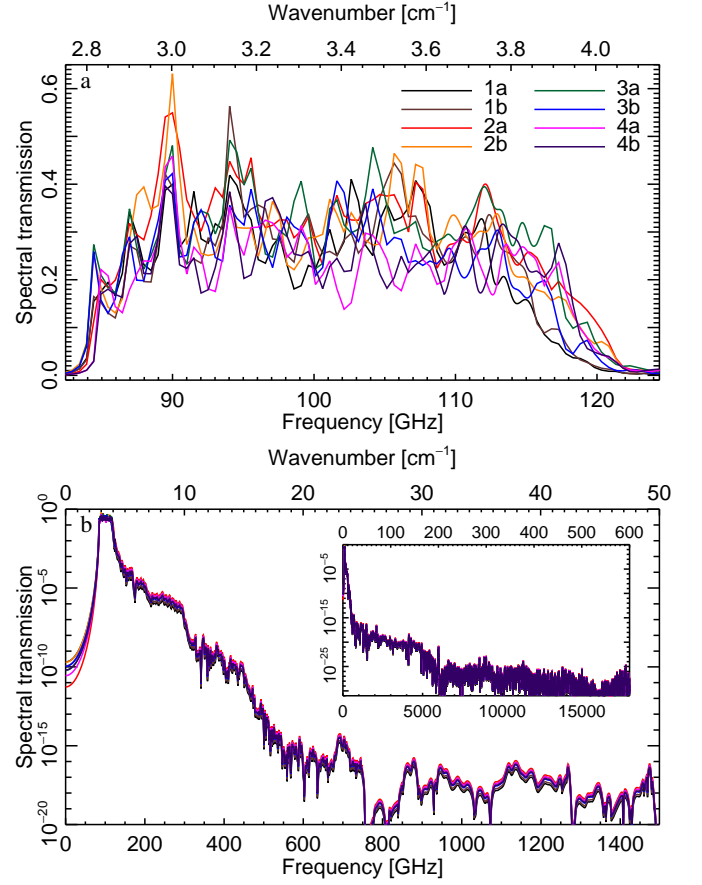 Wavenumber [cm−1]
2.8 3.0 3.2 3.4 3.6 3.8 4.0
a
1a 3a
1b 3b
2a 4a
2b 4b
0.6
0.4
0.2
0.0
Spectral transmission
90 100 110 120
Frequency [GHz]
Wavenumber [cm−1]
0 10 20 30 40 50
b
10^0
10^−5
10^−10
10^−15
10^−20
Spectral transmission
0 100 200 300 400 500 600
10^−5
10^−15
10^−25
0 5000 10000 15000
0 200 400 600 800 1000 1200 1400
Frequency [GHz]